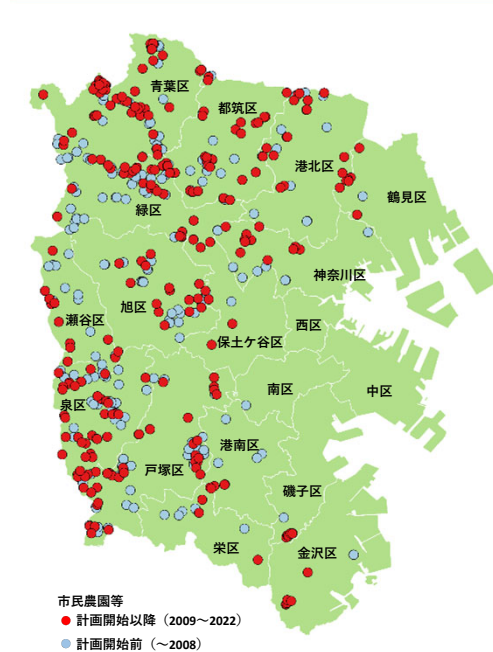 青葉区
都筑区
港北区
鶴見区
緑区
神奈川区
旭区
瀬谷区
西区
保土ケ谷区
南区
中区
泉区
港南区
戸塚区
磯子区
栄区
金沢区
市民農園等
計画開始以降（2009～2022）
計画開始前（～2008）